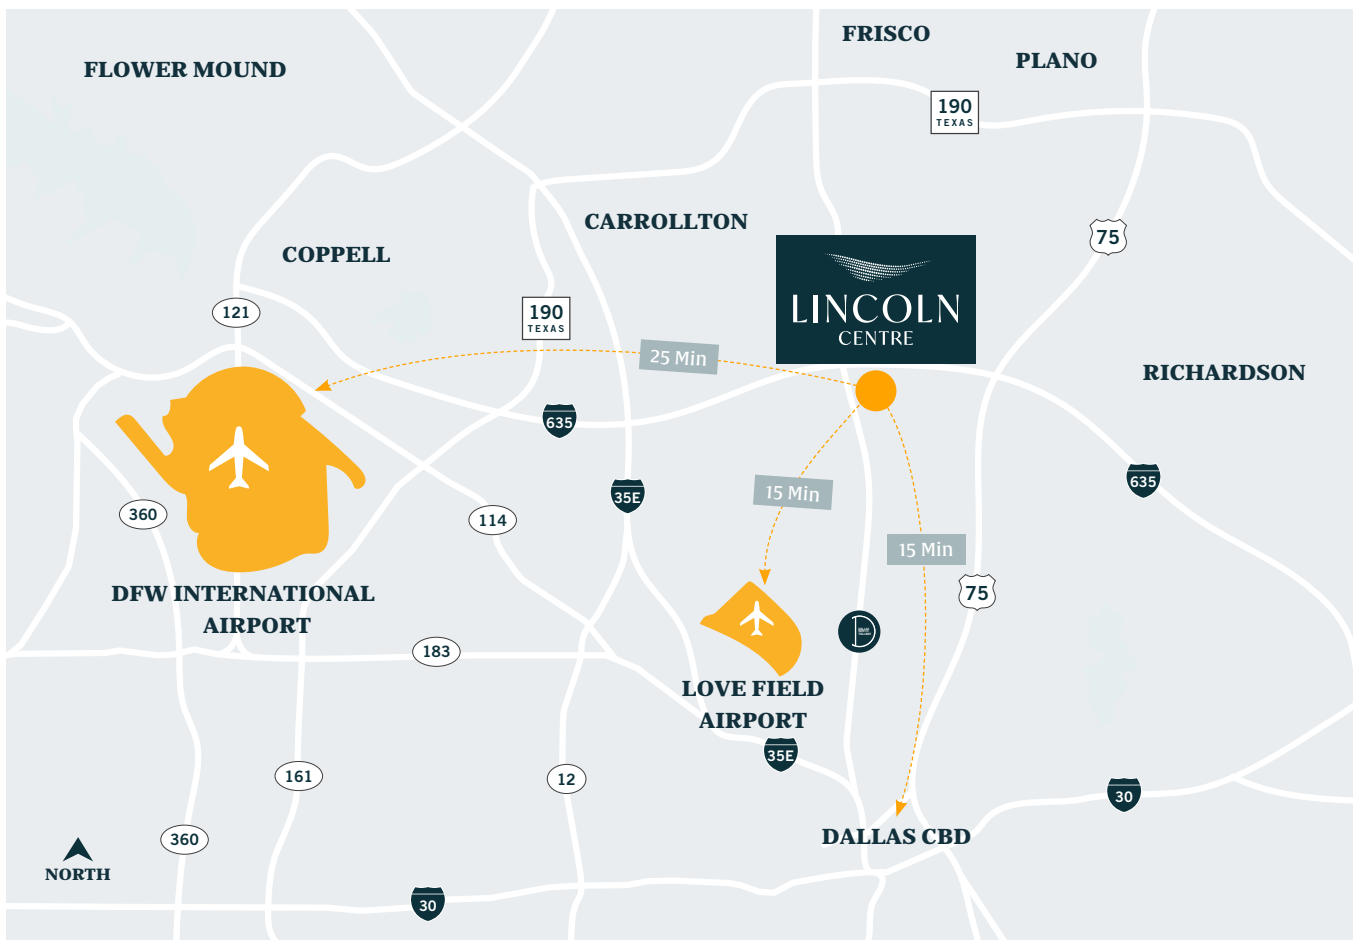 FRISCO
PLANO
FLOWER MOUND
190
TEXAS
CARROLLTON
75
COPPELL
LINCOLN
CENTRE
121
190
TEXAS
25 Min
RICHARDSON
635
635
35E
15 Min
360
114
15 Min
DFW INTERNATIONAL
AIRPORT
75
183
LOVE FIELD
AIRPORT
35E
161
12
30
DALLAS CBD
360
NORTH
30